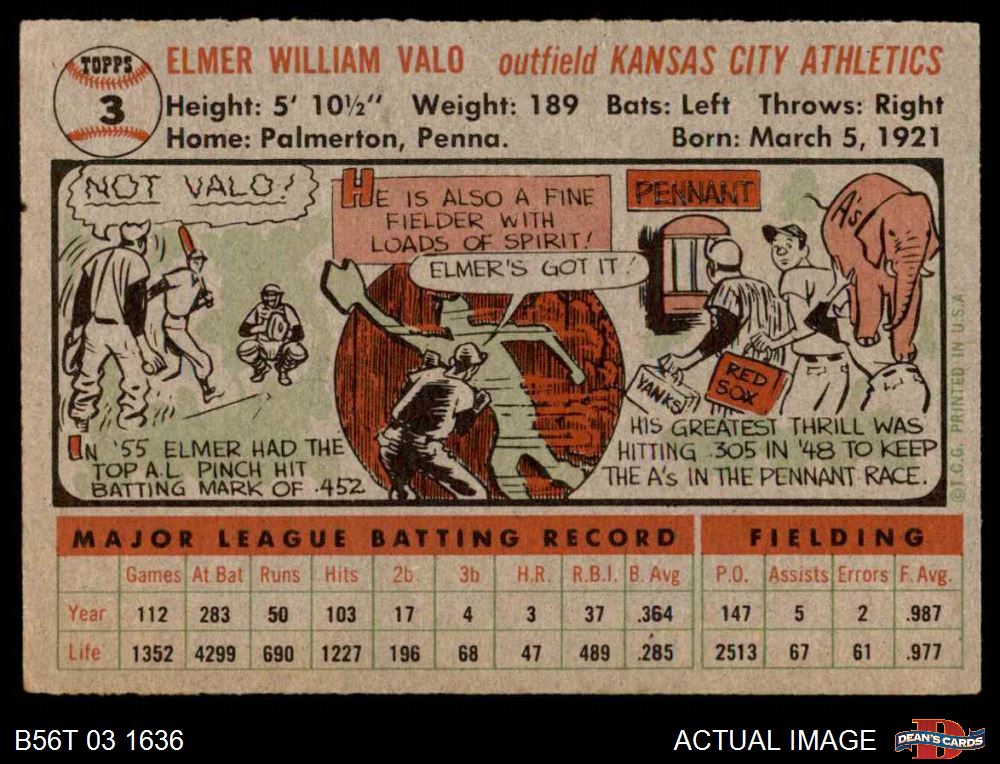 TOPPS
3
ELMER WILLIAM VALO outfield KANSAS CITY ATHLETICS
Height: 5' 10½" Weight: 189 Bats: Left Throws: Right
Home: Palmerton, Penna. Born: March 5, 1921
NOT VALO!
IN '55 ELMER HAD THE
TOP A.L. PINCH HIT
BATTING MARK OF .452
HE IS ALSO A FINE
FIELDER WITH
LOADS OF SPIRIT!
ELMER'S GOT IT!
PENNANT
A's
YANKS
RED
SOX
HIS GREATEST THRILL WAS
HITTING .305 IN '48 TO KEEP
THE A's IN THE PENNANT RACE.
©T.C.G. PRINTED IN U.S.A.
MAJOR LEAGUE BATTING RECORD FIELDING
Games At Bat Runs Hits 2b 3b H.R. R.B.I. B. Avg P.O. Assists Errors F. Avg.
Year 112 283 50 103 17 4 3 37 .364 147 5 2 .987
Life 1352 4299 690 1227 196 68 47 489 .285 2513 67 61 .977
B56T 03 1636 ACTUAL IMAGE
DEAN'S CARDS